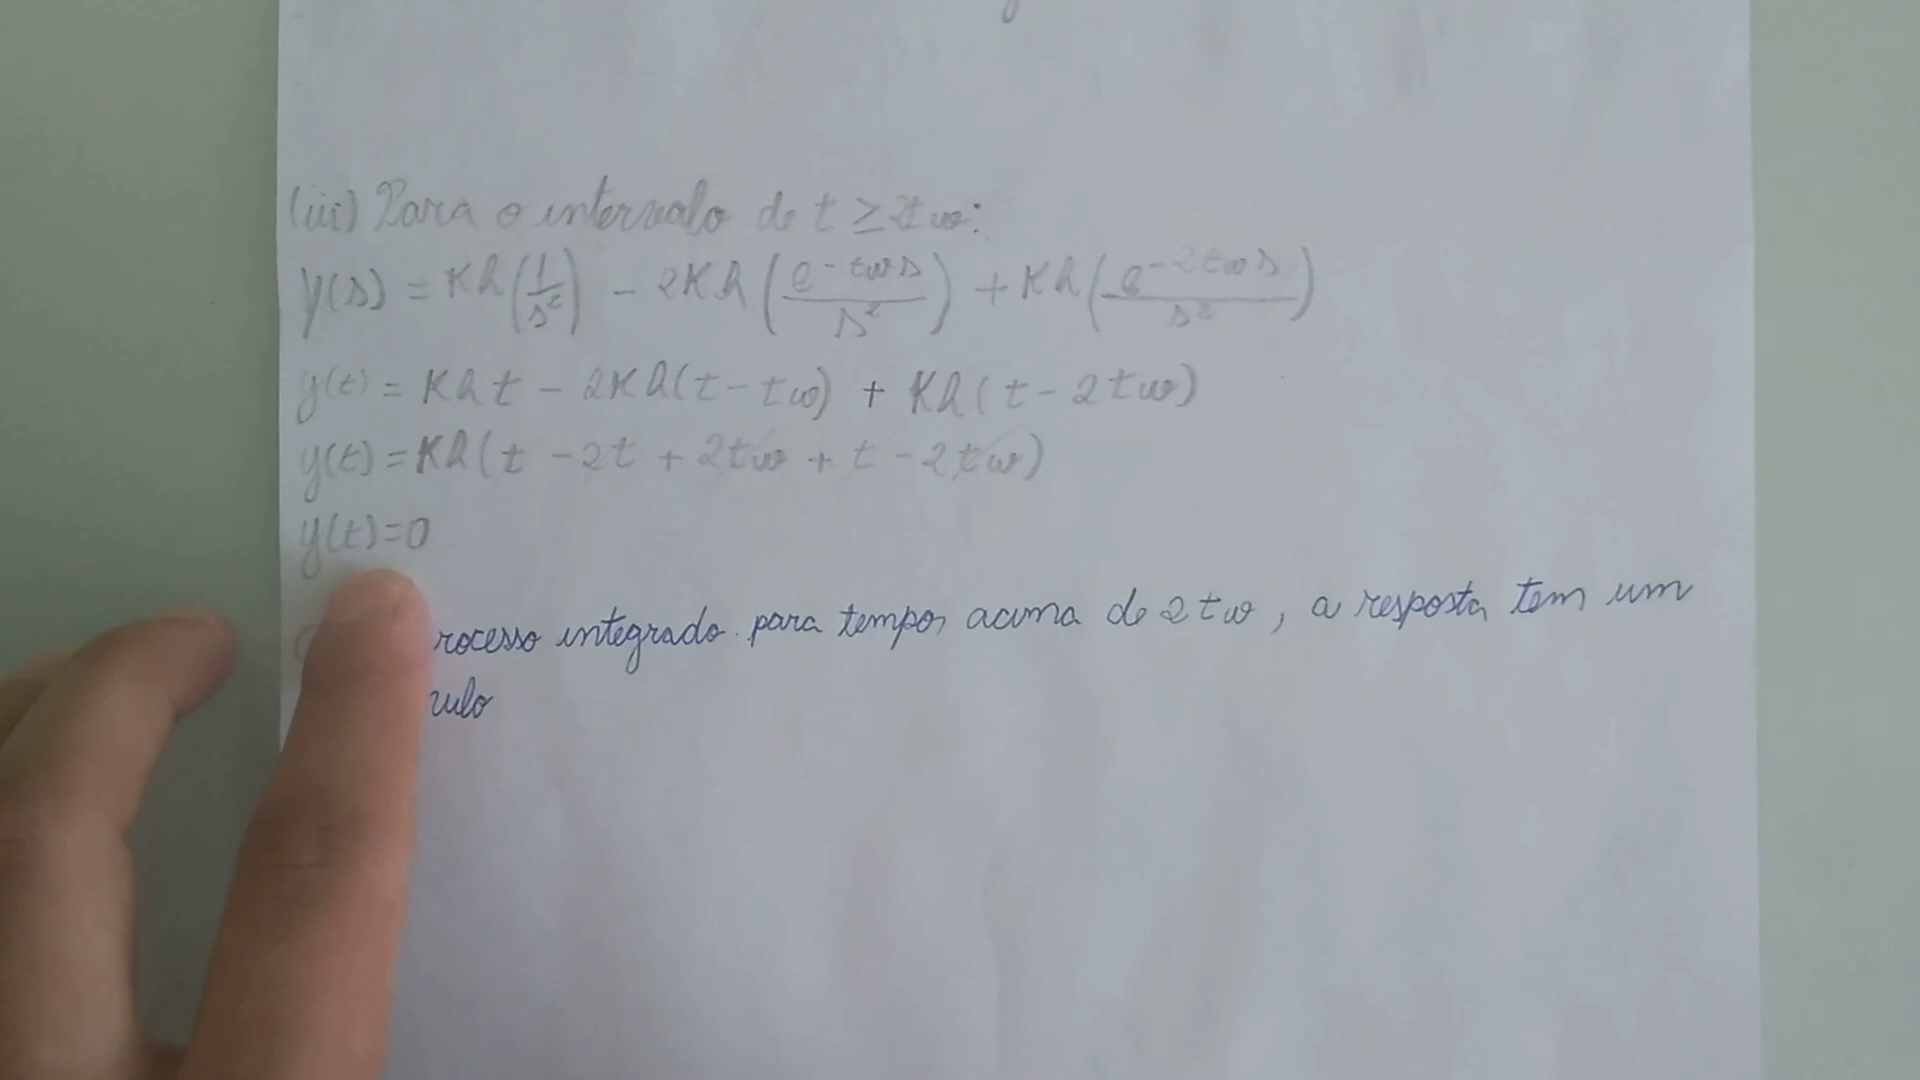 (iii) Para o intervalo de t ≥ 2tw:
y(s) = Kh(1/s²) - 2Kh(e^-tws/s²) + Kh(e^-2tws/s²)
y(t) = Kht - 2Kh(t-tw) + Kh(t-2tw)
y(t) = Kh(t - 2t + 2tw + t - 2tw)
y(t)=0
rocesso integrado para tempos acima de 2tw, a resposta tem um
ulo